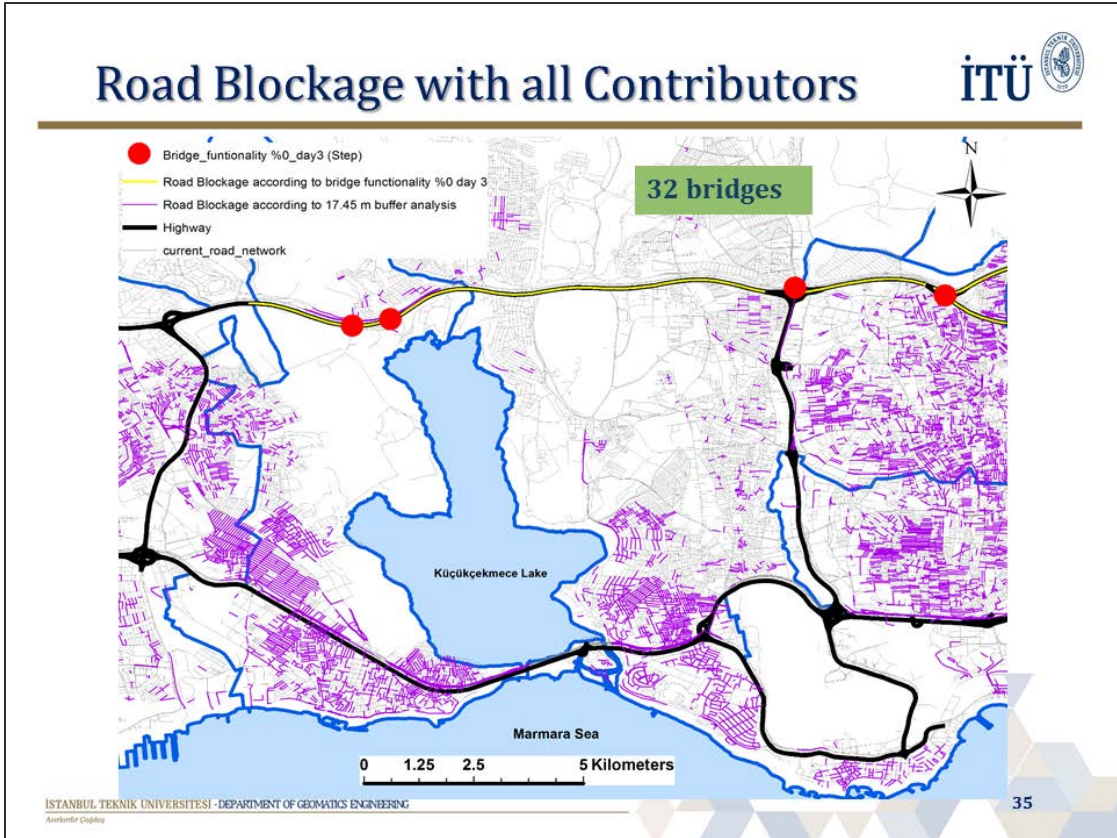 Road Blockage with all Contributors
İTÜ
Bridge_funtionality %0_day3 (Step)
Road Blockage according to bridge functionality %0 day 3
Road Blockage according to 17.45 m buffer analysis
Highway
current_road_network
32 bridges
N
Küçükçekmece Lake
Marmara Sea
0 1.25 2.5 5 Kilometers
İSTANBUL TEKNİK ÜNİVERSİTESİ - DEPARTMENT OF GEOMATICS ENGINEERING
Asırlardır Çağdaş
35